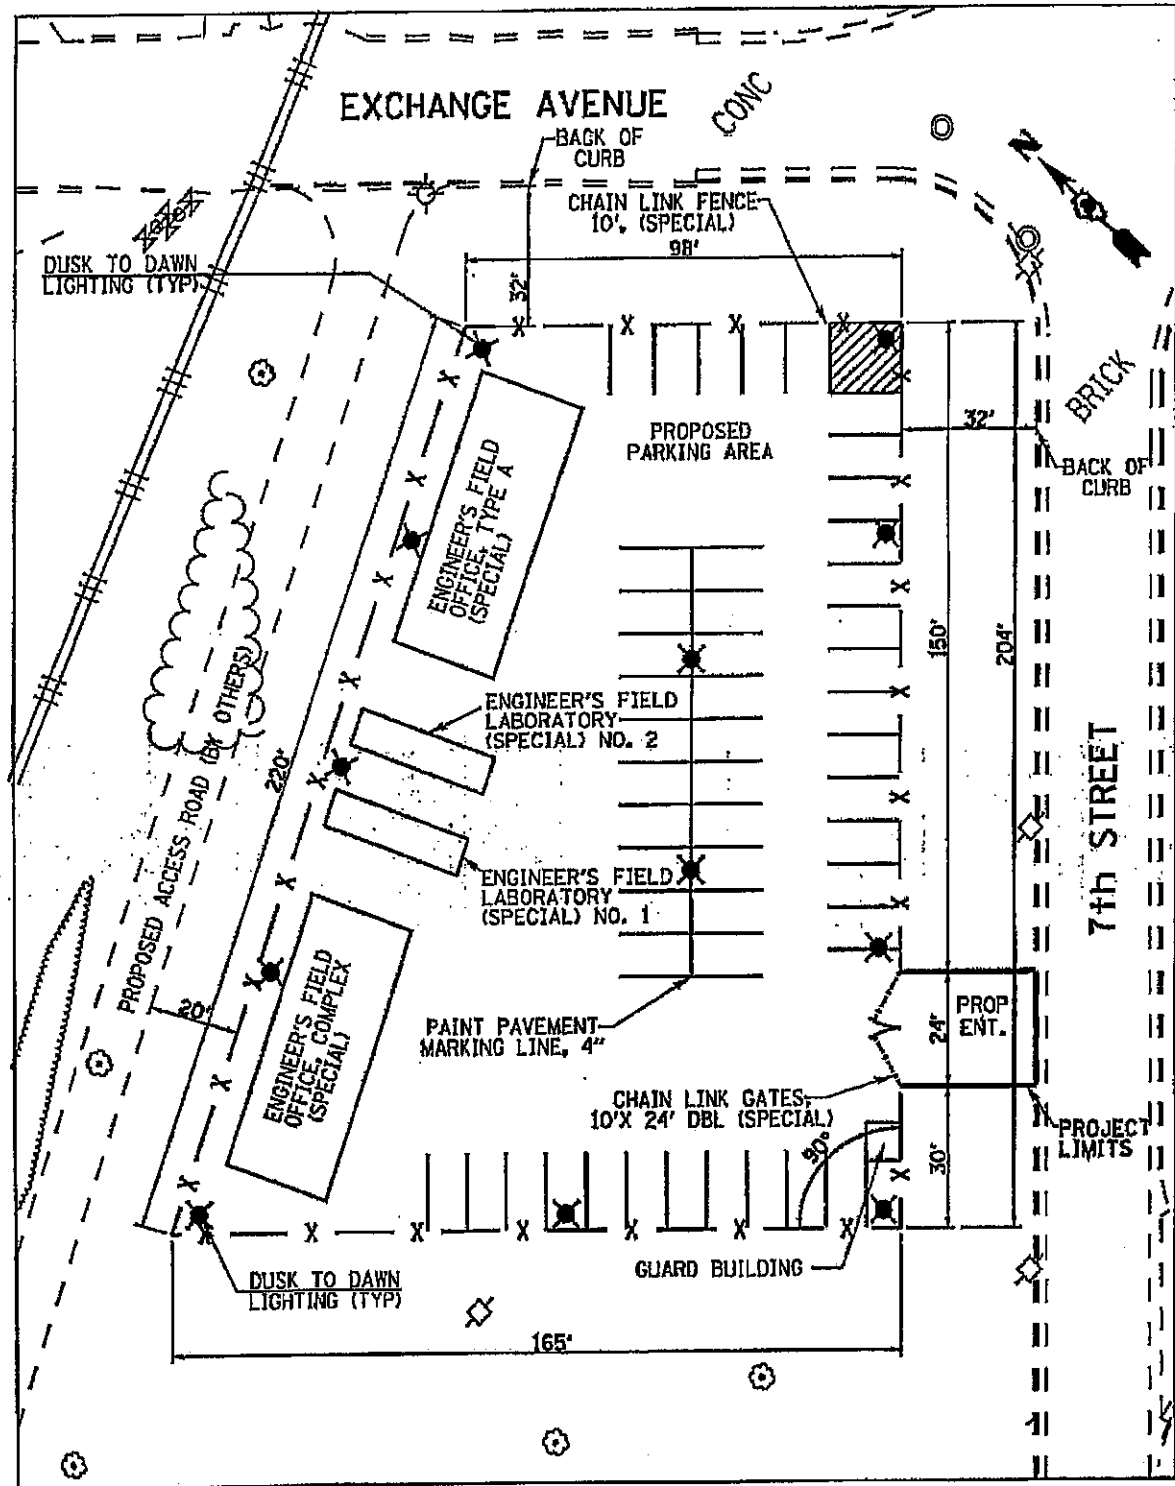 EXCHANGE AVENUE
CONC
BACK OF
CURB
N
CHAIN LINK FENCE
10', (SPECIAL)
98'
DUSK TO DAWN
LIGHTING (TYP)
32'
BRICK
PROPOSED
PARKING AREA
32'
BACK OF
CURB
ENGINEER'S FIELD
OFFICE, TYPE A
(SPECIAL)
150'
204'
ENGINEER'S FIELD
LABORATORY
(SPECIAL) NO. 2
PROPOSED ACCESS ROAD (BY OTHERS)
220'
7th STREET
ENGINEER'S FIELD
LABORATORY
(SPECIAL) NO. 1
20'
ENGINEER'S FIELD
OFFICE, COMPLEX
(SPECIAL)
PAINT PAVEMENT
MARKING LINE, 4"
PROP
ENT.
24'
CHAIN LINK GATES,
10'X 24' DBL (SPECIAL)
PROJECT
LIMITS
90°
30'
GUARD BUILDING
DUSK TO DAWN
LIGHTING (TYP)
165'